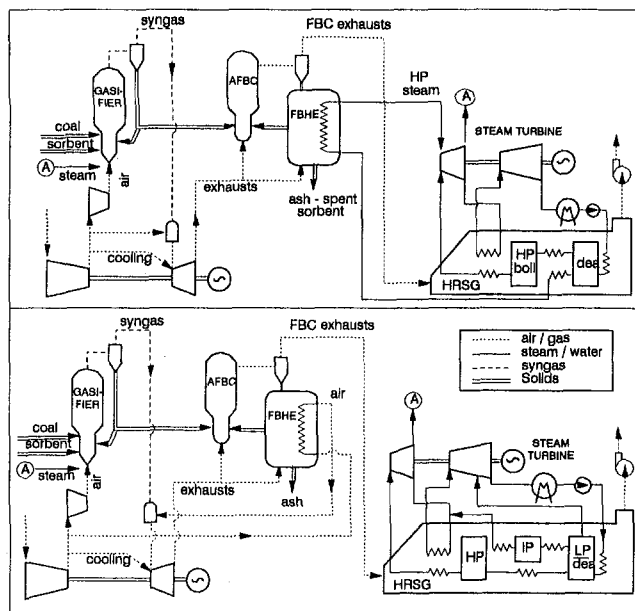 syngas
FBC exhausts
GASI-
FIER
AFBC
FBHE
HP
steam
A
STEAM TURBINE
coal
sorbent
A
steam
air
exhausts
ash - spent
sorbent
cooling
HP
boil
dea
HRSG
syngas
FBC exhausts
air / gas
steam / water
syngas
Solids
GASI-
FIER
AFBC
FBHE
air
A
STEAM
TURBINE
coal
sorbent
A
steam
air
exhausts
ash
cooling
HP
IP
LP
dea
HRSG